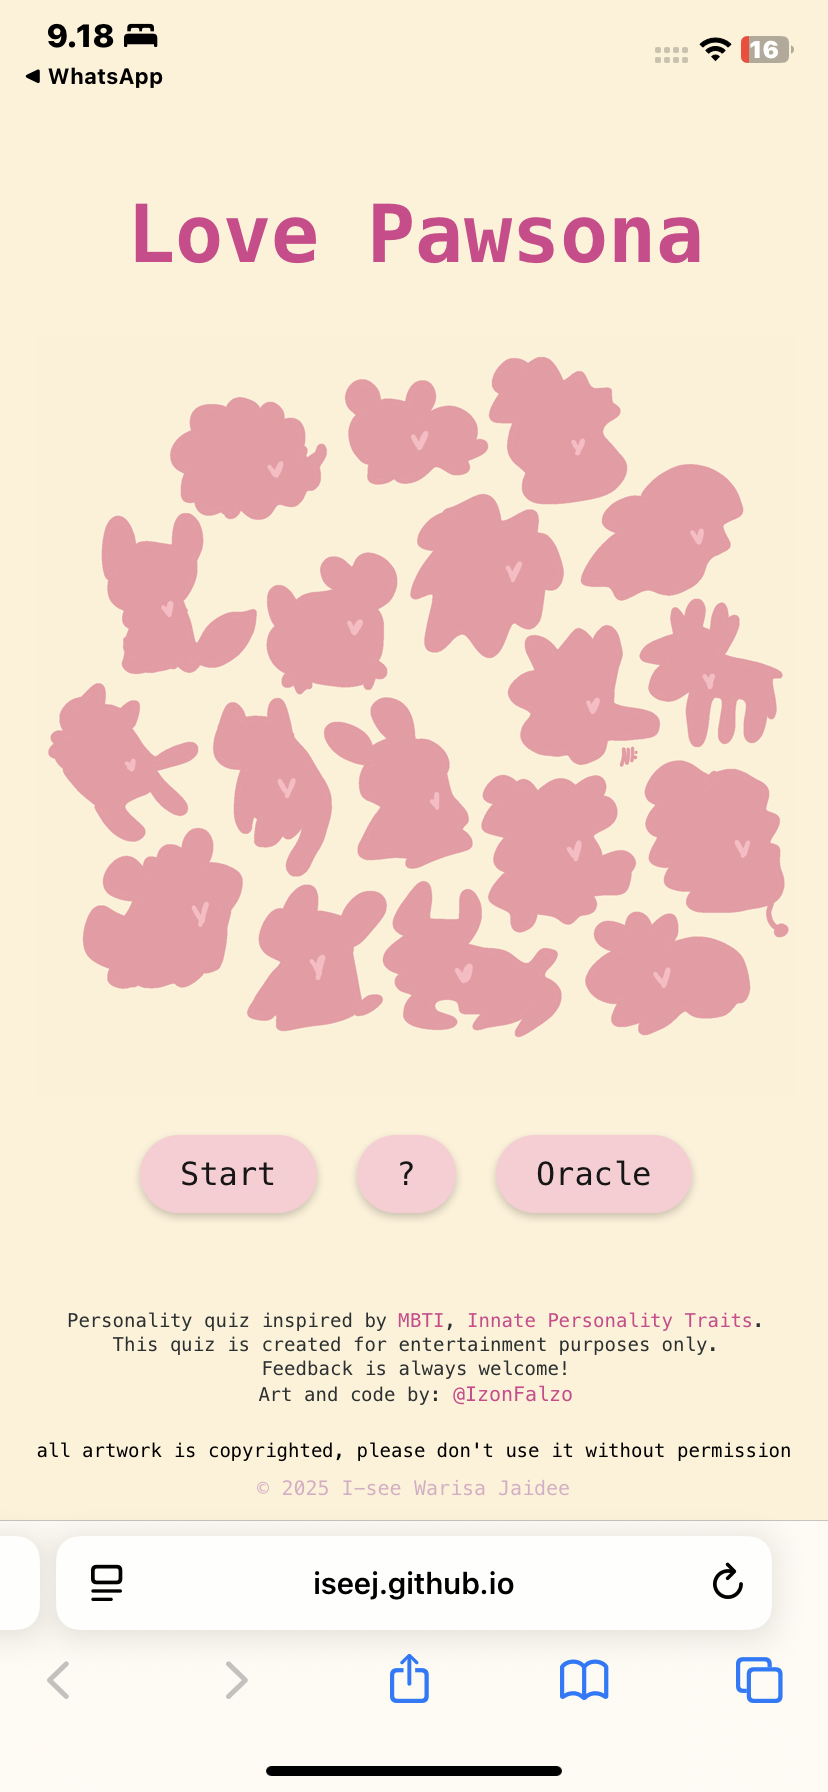 9.18
16
WhatsApp
Love Pawsona
Start
?
Oracle
Personality quiz inspired by MBTI, Innate Personality Traits.
This quiz is created for entertainment purposes only.
Feedback is always welcome!
Art and code by: @IzonFalzo
all artwork is copyrighted, please don't use it without permission
© 2025 I-see Warisa Jaidee
iseej.github.io